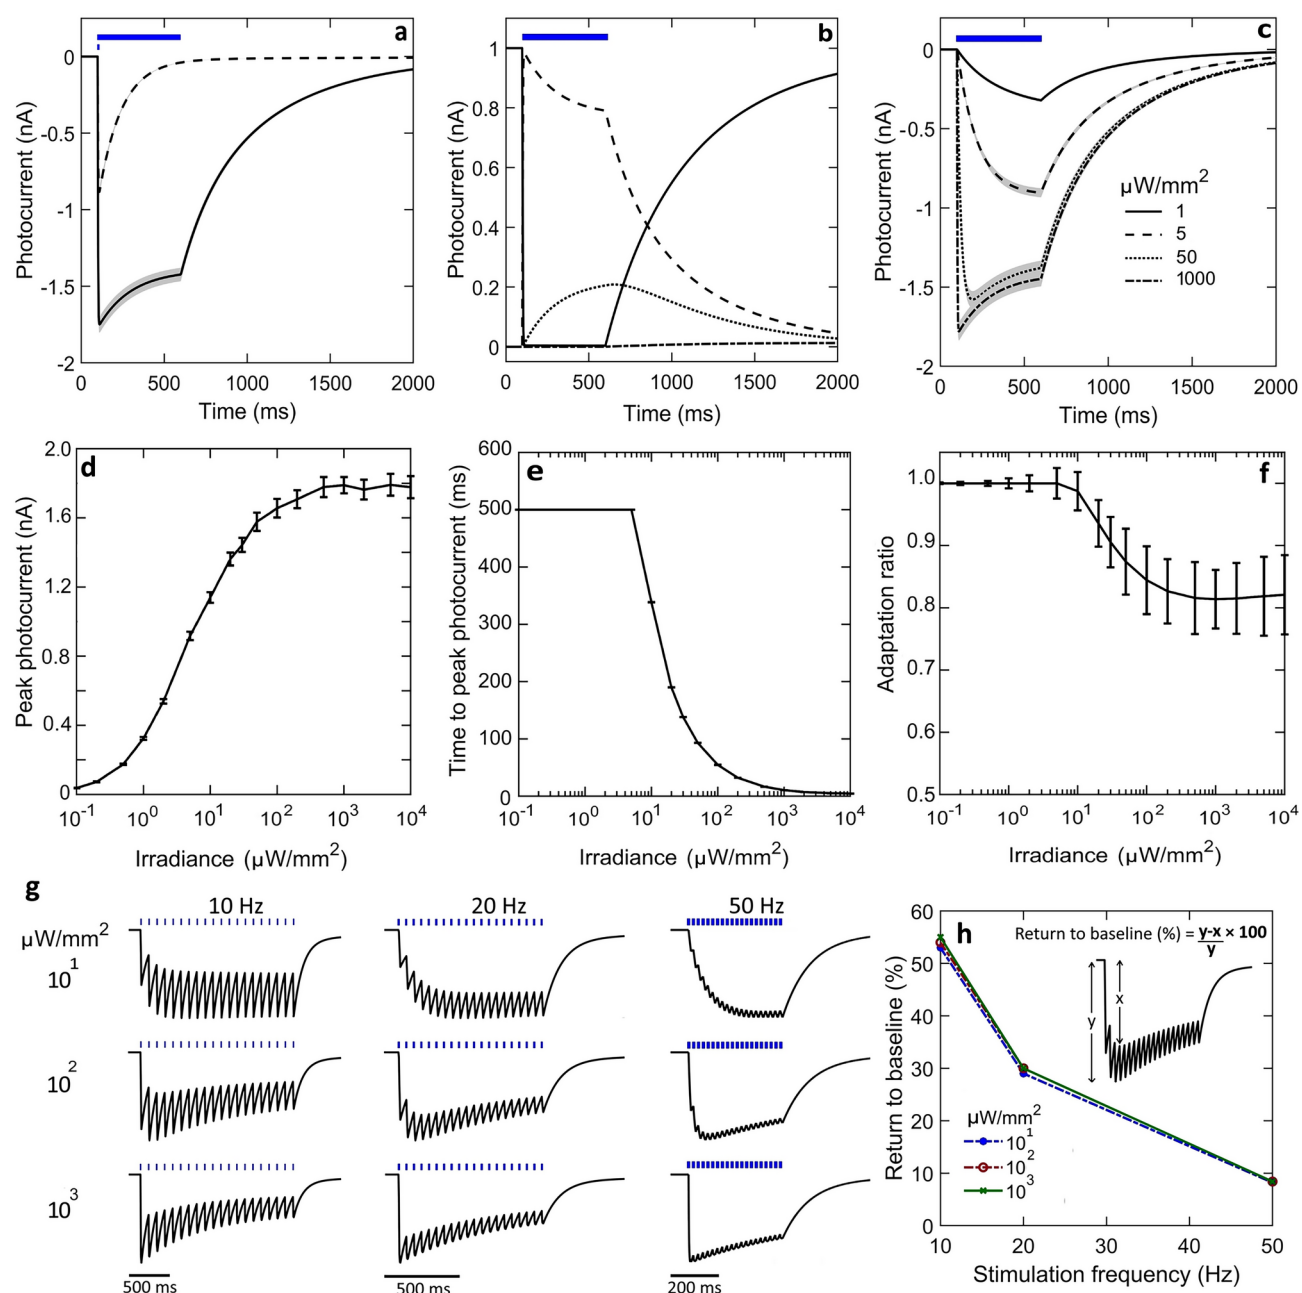 a
0
-0.5
-1
-1.5
-2
0 500 1000 1500 2000
Photocurrent (nA)
Time (ms)
b
1
0.8
0.6
0.4
0.2
0
0 500 1000 1500 2000
Photocurrent (nA)
Time (ms)
c
0
-0.5
-1
-1.5
-2
0 500 1000 1500 2000
Photocurrent (nA)
Time (ms)
µW/mm²
1
5
50
1000
d
2.0
1.6
1.2
0.8
0.4
0
10⁻¹ 10⁰ 10¹ 10² 10³ 10⁴
Peak photocurrent (nA)
Irradiance (µW/mm²)
e
600
500
400
300
200
100
0
10⁻¹ 10⁰ 10¹ 10² 10³ 10⁴
Time to peak photocurrent (ms)
Irradiance (µW/mm²)
f
1.0
0.9
0.8
0.7
0.6
0.5
10⁻¹ 10⁰ 10¹ 10² 10³ 10⁴
Adaptation ratio
Irradiance (µW/mm²)
g
10 Hz 20 Hz 50 Hz
µW/mm²
10¹
10²
10³
500 ms 500 ms 200 ms
h
Return to baseline (%) = y-x/y × 100
y
x
60
50
40
30
20
10
0
10 20 30 40 50
Return to baseline (%)
Stimulation frequency (Hz)
µW/mm²
10¹
10²
10³